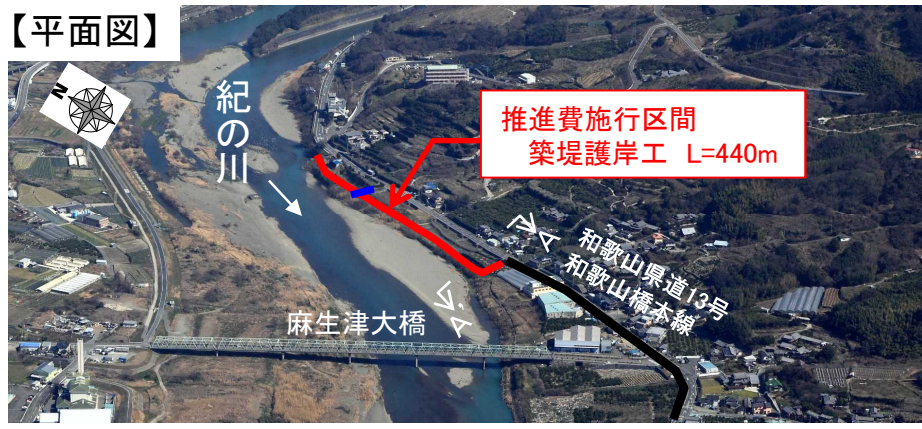 【平面図】
N
紀の川
推進費施行区間
築堤護岸工 L=440m
A
和歌山県道13号
和歌山橋本線
A'
麻生津大橋